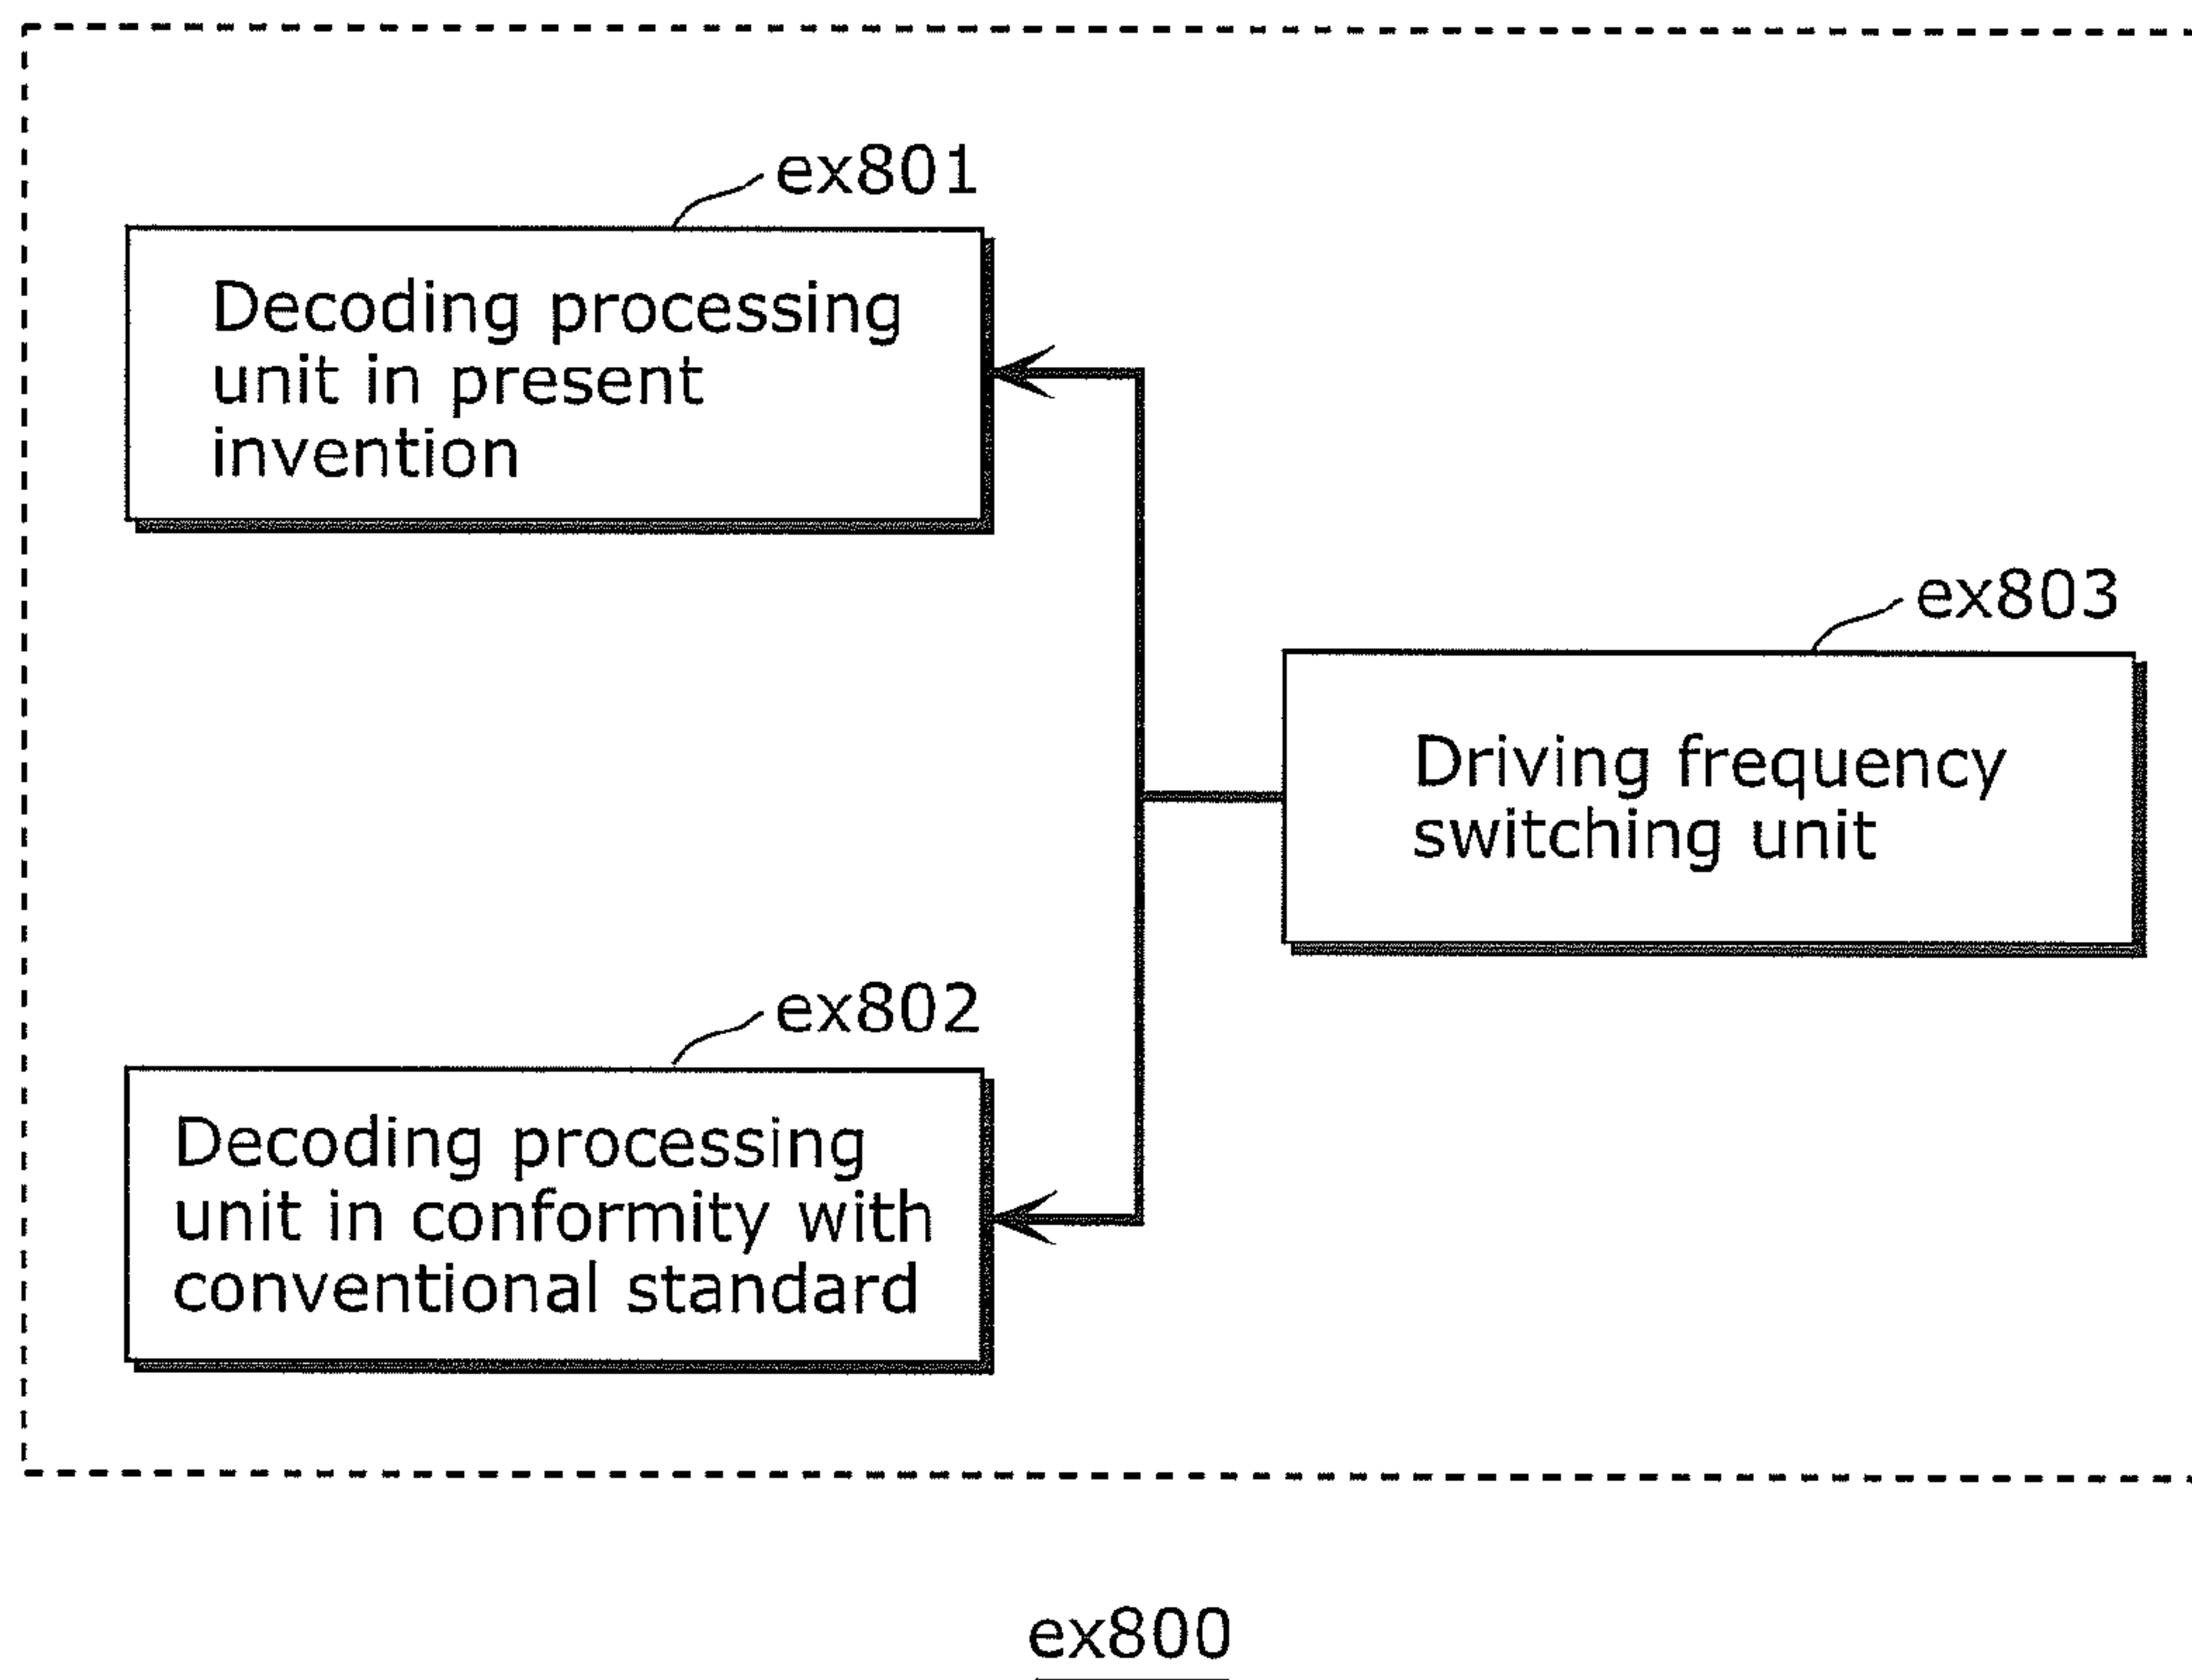 ex801
Decoding processing
unit in present
invention
ex803
Driving frequency
switching unit
ex802
Decoding processing
unit in conformity with
conventional standard
ex800